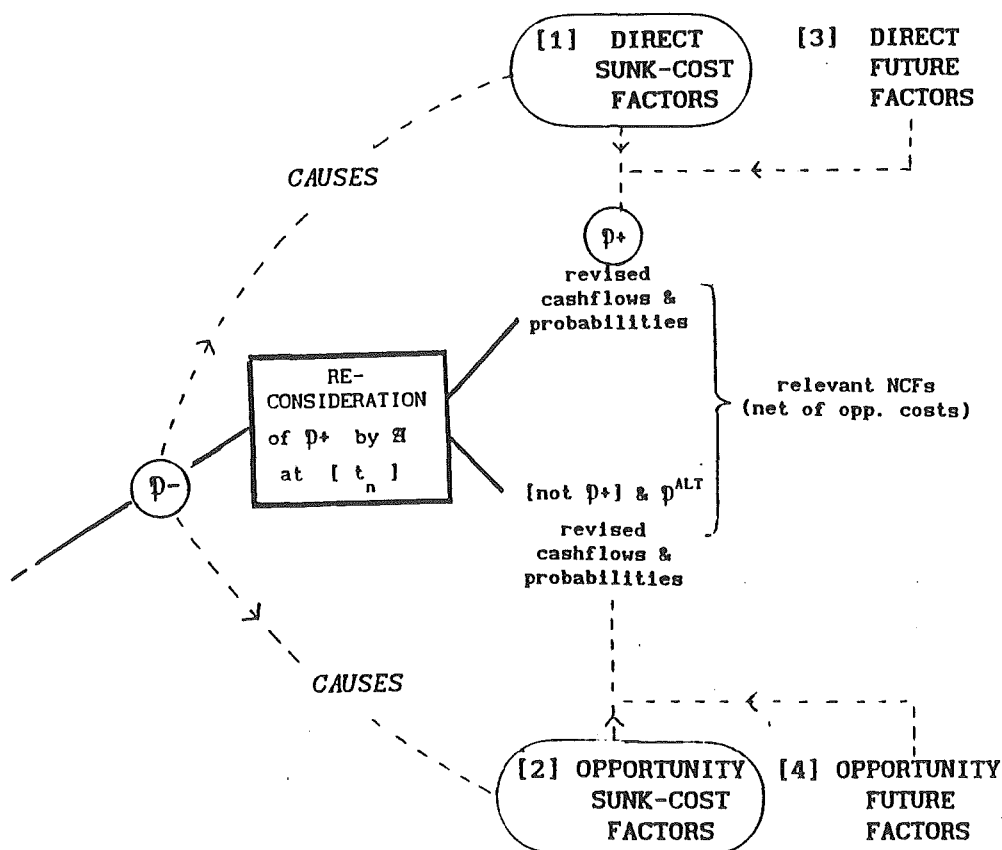 [1] DIRECT
SUNK-COST
FACTORS
[3] DIRECT
FUTURE
FACTORS
CAUSES
p+
revised
cashflows &
probabilities
RE-
CONSIDERATION
of p+ by 𝔄
at [ tn ]
relevant NCFs
(net of opp. costs)
p-
[not p+] & pALT
revised
cashflows &
probabilities
CAUSES
[2] OPPORTUNITY
SUNK-COST
FACTORS
[4] OPPORTUNITY
FUTURE
FACTORS